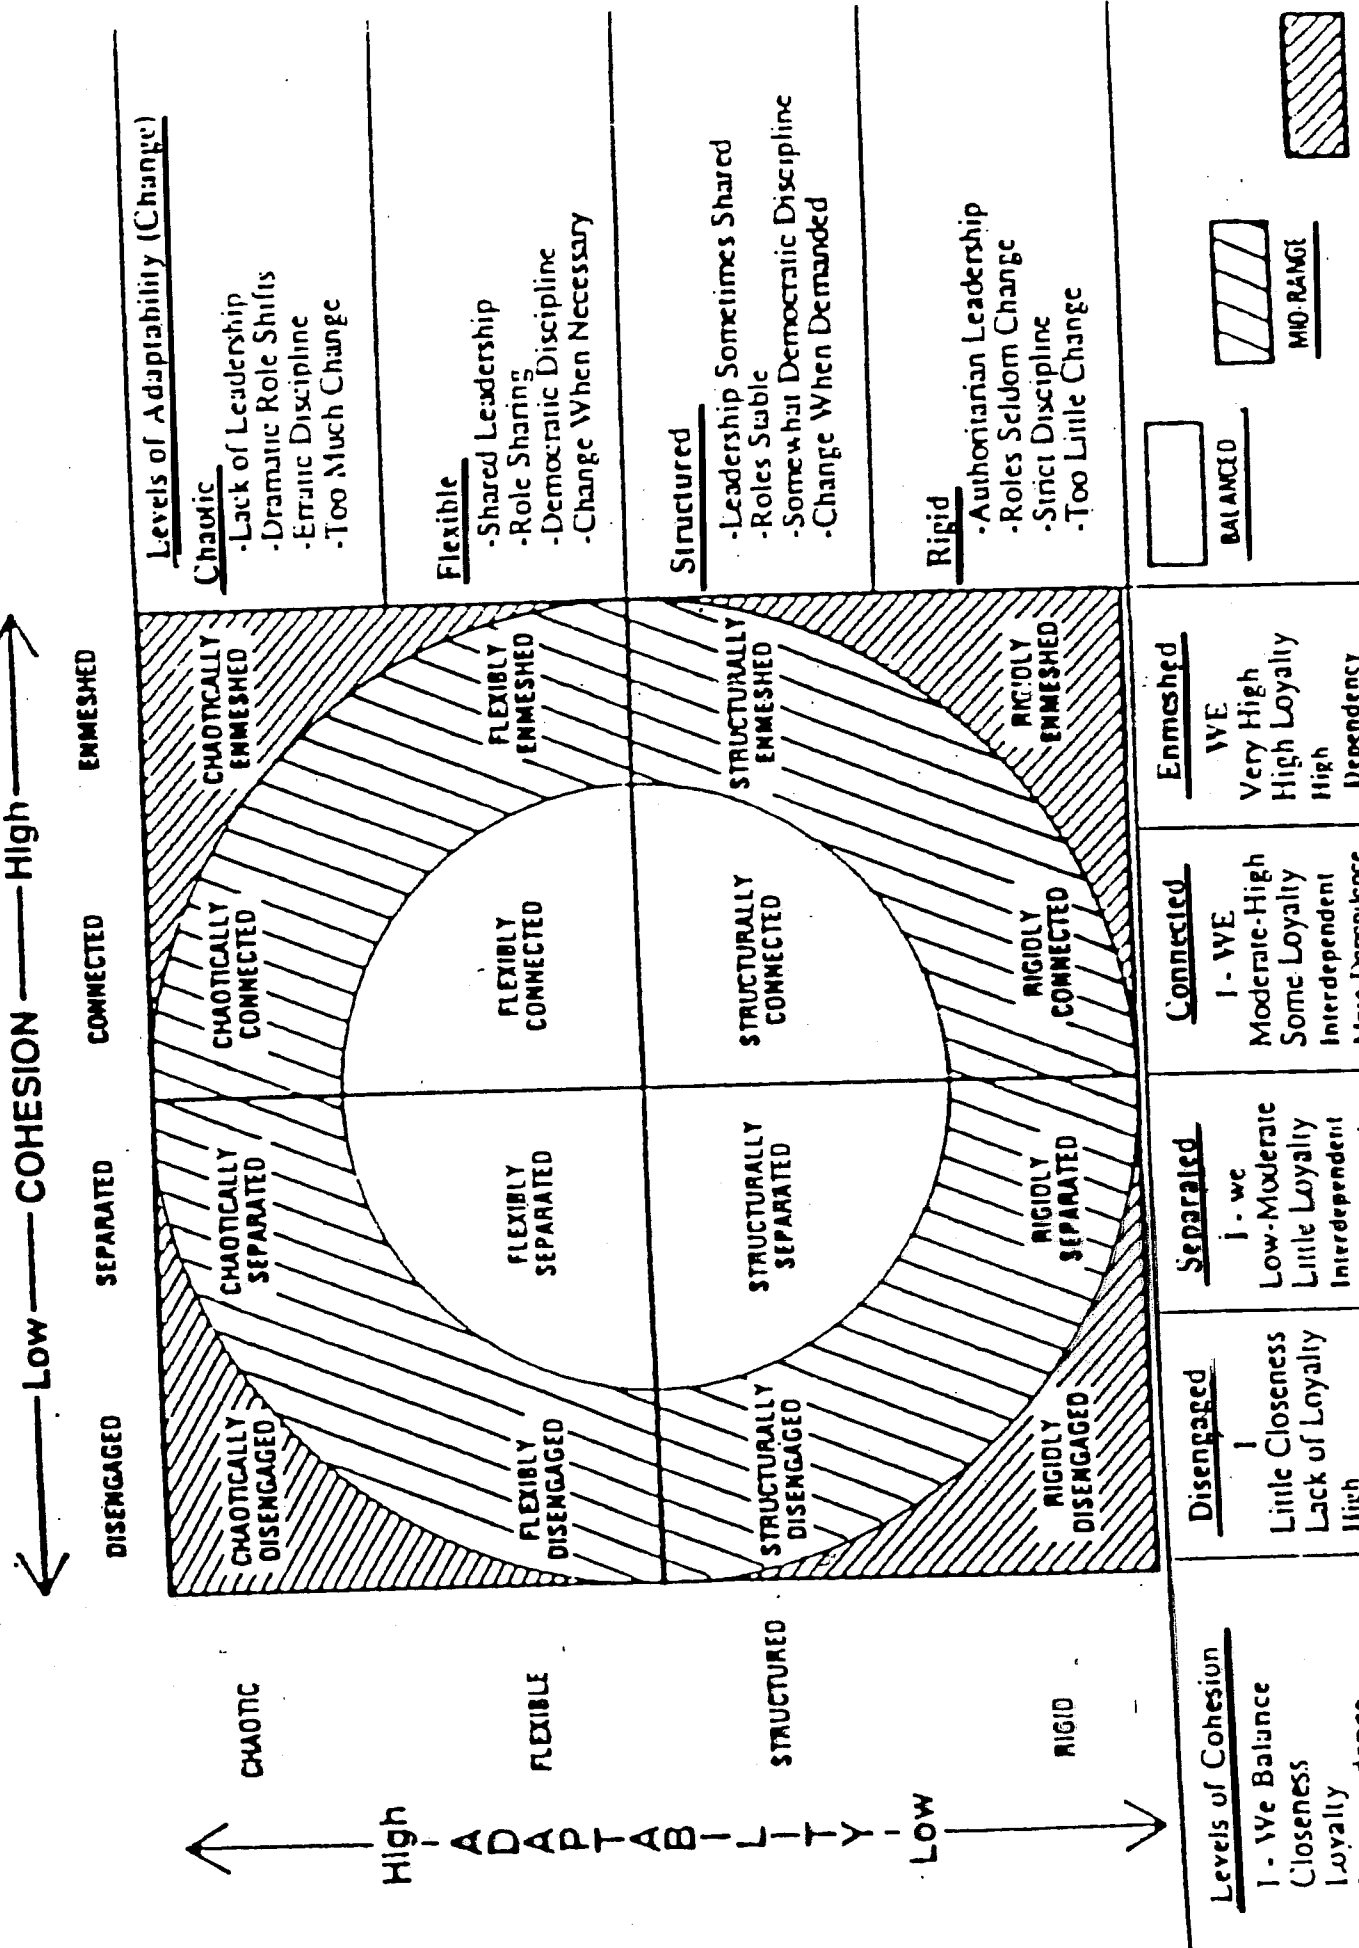 Low COHESION High
DISENGAGED SEPARATED CONNECTED ENMESHED
Levels of Adaptability (Change)
High
ADAPTABILITY
Low
CHAOTIC
CHAOTICALLY DISENGAGED
CHAOTICALLY SEPARATED
CHAOTICALLY CONNECTED
CHAOTICALLY ENMESHED
Chaotic
-Lack of Leadership
-Dramatic Role Shifts
-Erratic Discipline
-Too Much Change
FLEXIBLE
FLEXIBLY DISENGAGED
FLEXIBLY SEPARATED
FLEXIBLY CONNECTED
FLEXIBLY ENMESHED
Flexible
-Shared Leadership
-Role Sharing
-Democratic Discipline
-Change When Necessary
STRUCTURED
STRUCTURALLY DISENGAGED
STRUCTURALLY SEPARATED
STRUCTURALLY CONNECTED
STRUCTURALLY ENMESHED
Structured
-Leadership Sometimes Shared
-Roles Stable
-Somewhat Democratic Discipline
-Change When Demanded
RIGID
RIGIDLY DISENGAGED
RIGIDLY SEPARATED
RIGIDLY CONNECTED
RIGIDLY ENMESHED
Rigid
-Authoritarian Leadership
-Roles Seldom Change
-Strict Discipline
-Too Little Change
Levels of Cohesion
I - We Balance
Closeness
Loyalty
Disengaged
I
Little Closeness
Lack of Loyalty
High
Separated
I - we
Low-Moderate
Little Loyalty
Interdependent
Connected
I - WE
Moderate-High
Some Loyalty
Interdependent
Enmeshed
WE
Very High
High Loyalty
High
Dependency
BALANCED
MID-RANGE